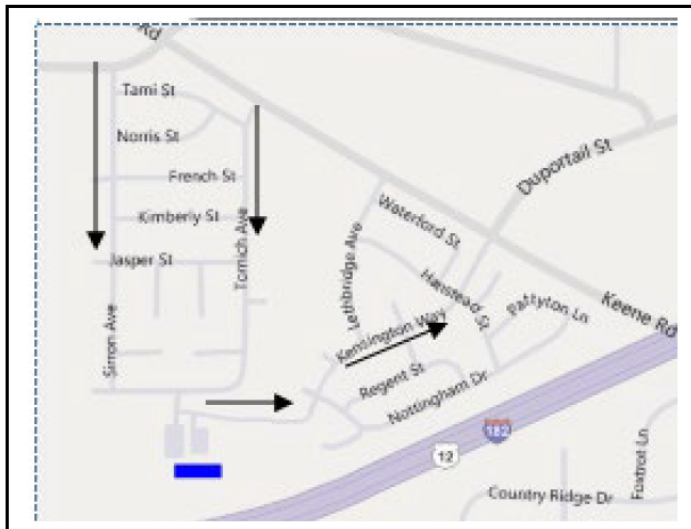 Rd
Tami St
Norris St
French St
Kimberly St
Jasper St
Tomich Ave
Sirron Ave
Duportail St
Waterford St
Lethbridge Ave
Hanstead St
Kensington Way
Pattyton Ln
Keene Rd
Regent St
Nottingham Dr
182
12
Foxtrot Ln
Country Ridge Dr